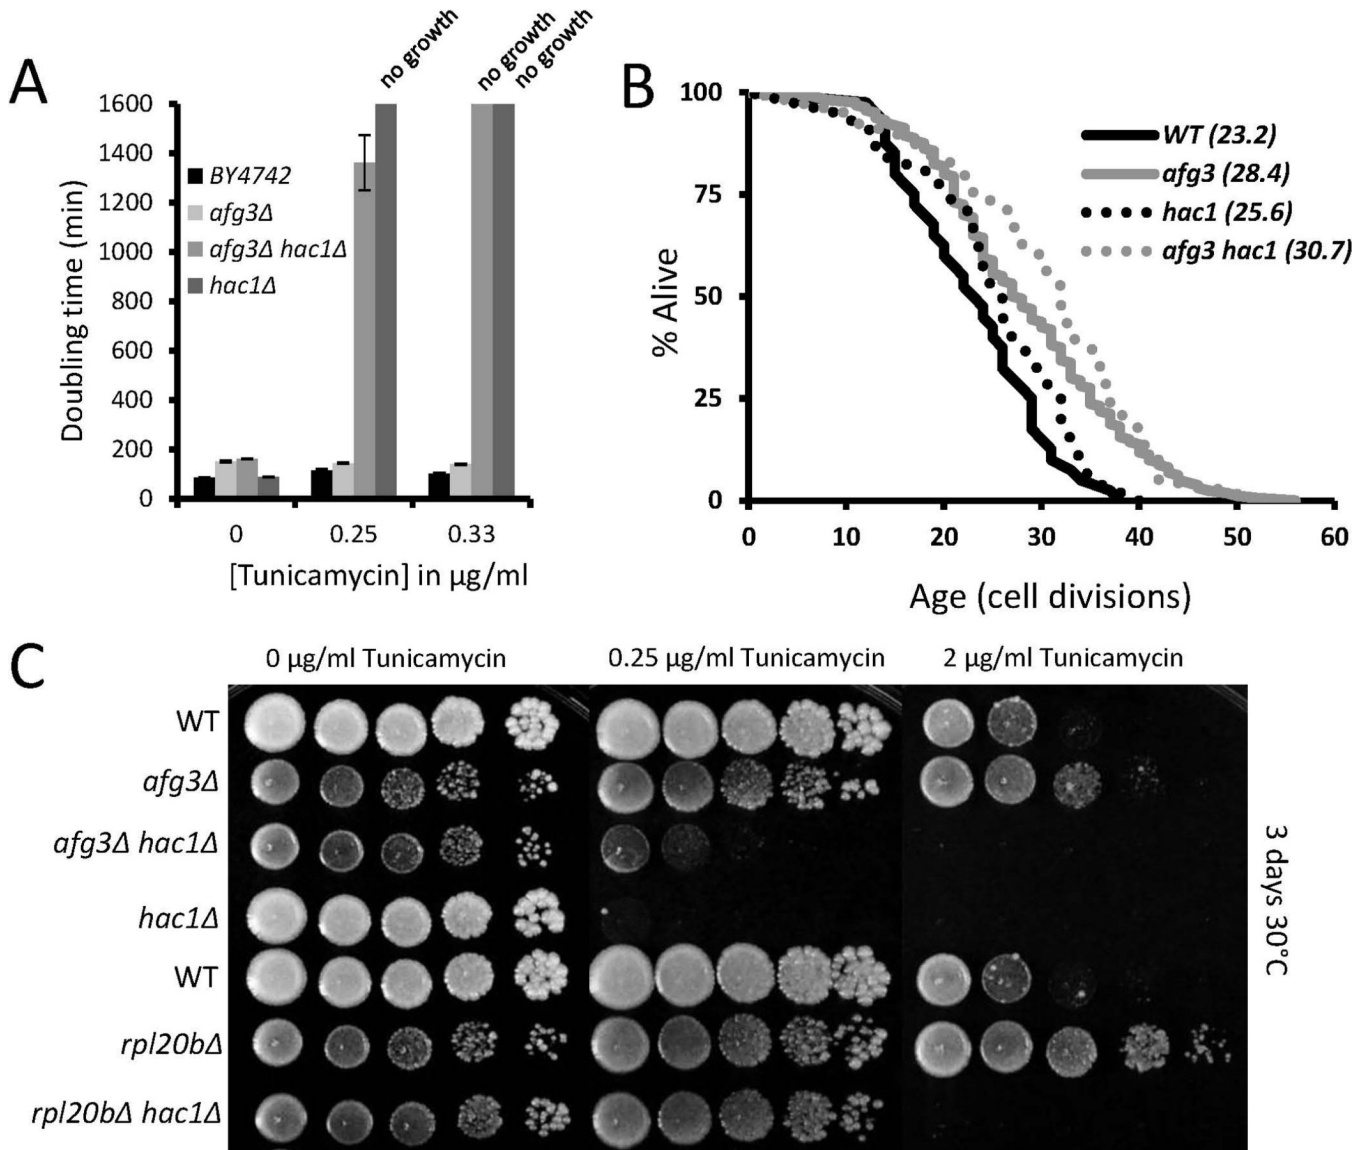 A
no growth
no growth
no growth
1600
1400
1200
1000
800
600
400
200
0
Doubling time (min)
BY4742
afg3Δ
afg3Δ hac1Δ
hac1Δ
0
0.25
0.33
[Tunicamycin] in μg/ml
B
100
75
50
25
0
% Alive
WT (23.2)
afg3 (28.4)
hac1 (25.6)
afg3 hac1 (30.7)
0
10
20
30
40
50
60
Age (cell divisions)
C
0 μg/ml Tunicamycin
0.25 μg/ml Tunicamycin
2 μg/ml Tunicamycin
WT
afg3Δ
afg3Δ hac1Δ
hac1Δ
WT
rpl20bΔ
rpl20bΔ hac1Δ
3 days 30°C